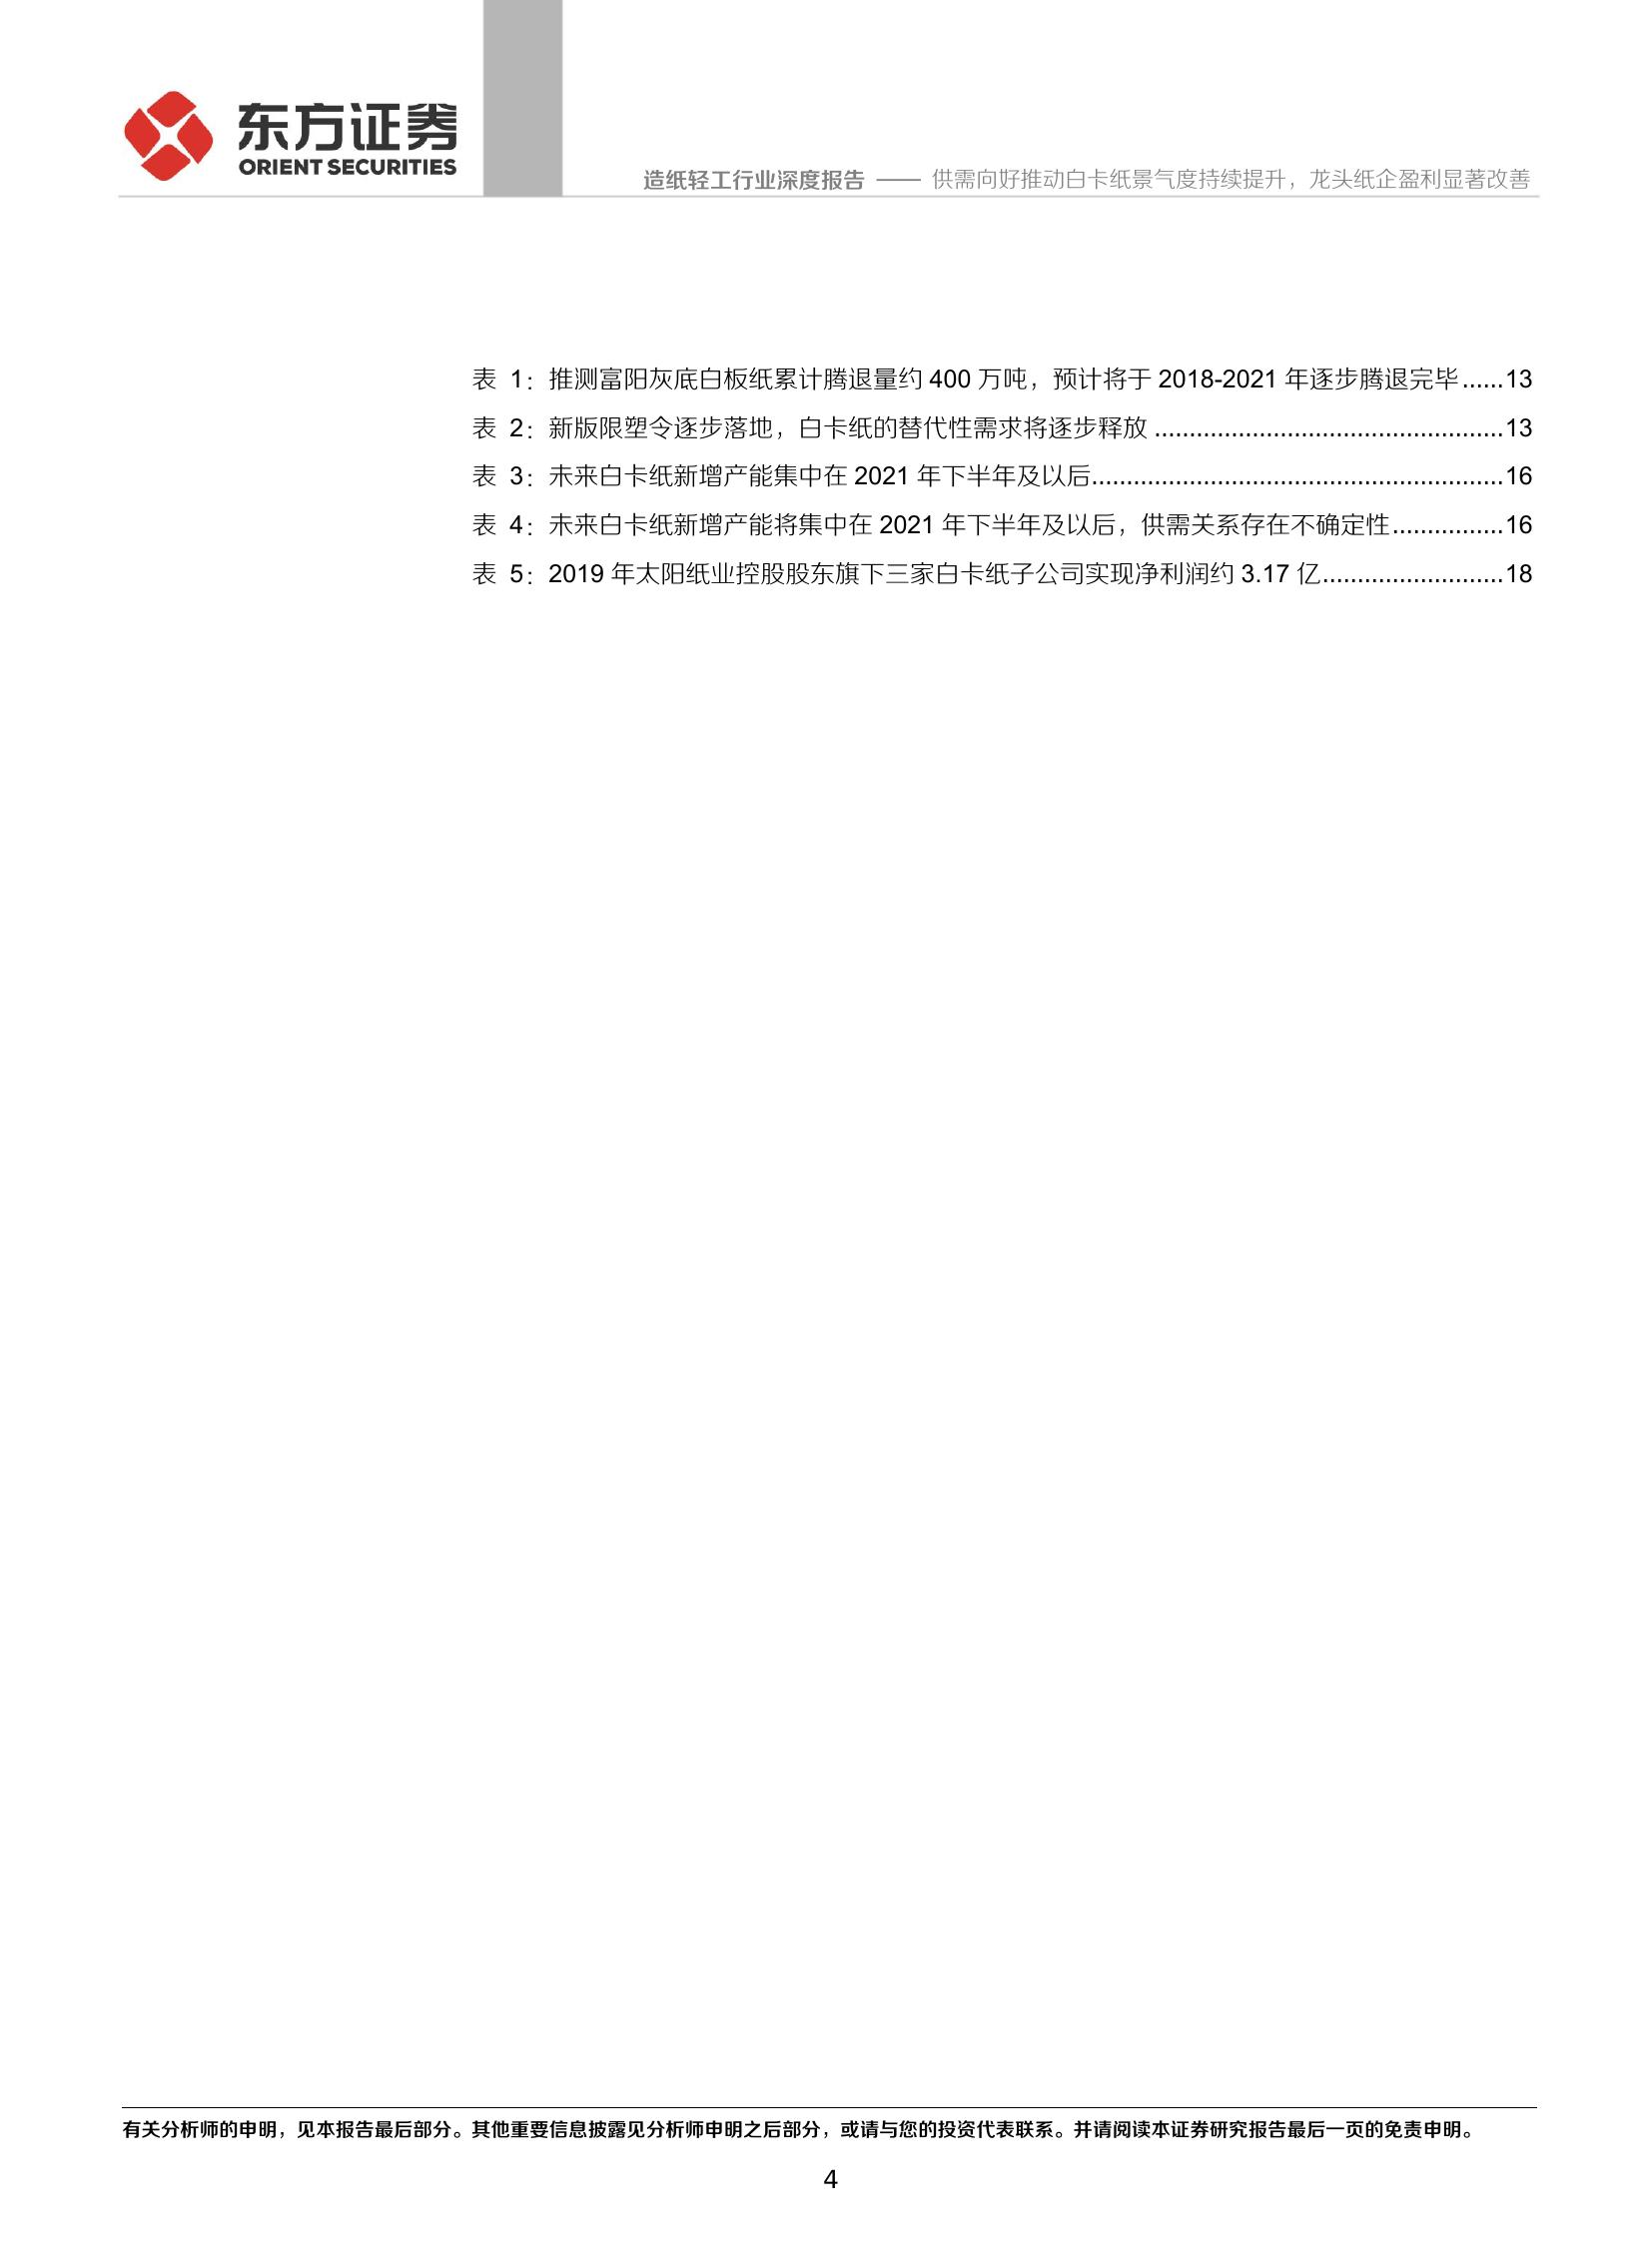 东方证券
ORIENT SECURITIES
造纸轻工行业深度报告 —— 供需向好推动白卡纸景气度持续提升，龙头纸企盈利显著改善
表 1：推测富阳灰底白板纸累计腾退量约 400 万吨，预计将于 2018-2021 年逐步腾退完毕......13
表 2：新版限塑令逐步落地，白卡纸的替代性需求将逐步释放 ..................................................13
表 3：未来白卡纸新增产能集中在 2021 年下半年及以后...........................................................16
表 4：未来白卡纸新增产能将集中在 2021 年下半年及以后，供需关系存在不确定性................16
表 5：2019 年太阳纸业控股股东旗下三家白卡纸子公司实现净利润约 3.17 亿..........................18
有关分析师的申明，见本报告最后部分。其他重要信息披露见分析师申明之后部分，或请与您的投资代表联系。并请阅读本证券研究报告最后一页的免责申明。
4